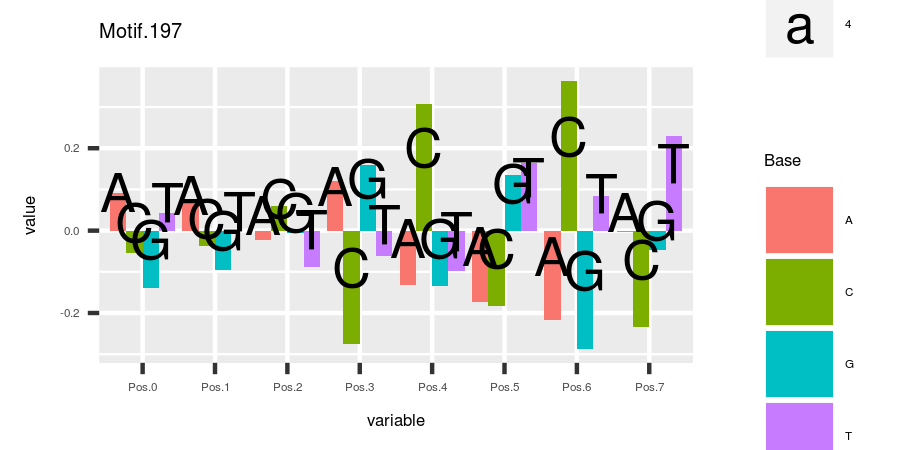 Motif.197
a 4
value
0.2
0.0
-0.2
A C G T A C G T A C G T A C G T A C G T A C G T A C G T A C G T
Pos.0 Pos.1 Pos.2 Pos.3 Pos.4 Pos.5 Pos.6 Pos.7
variable
Base
A
C
G
T